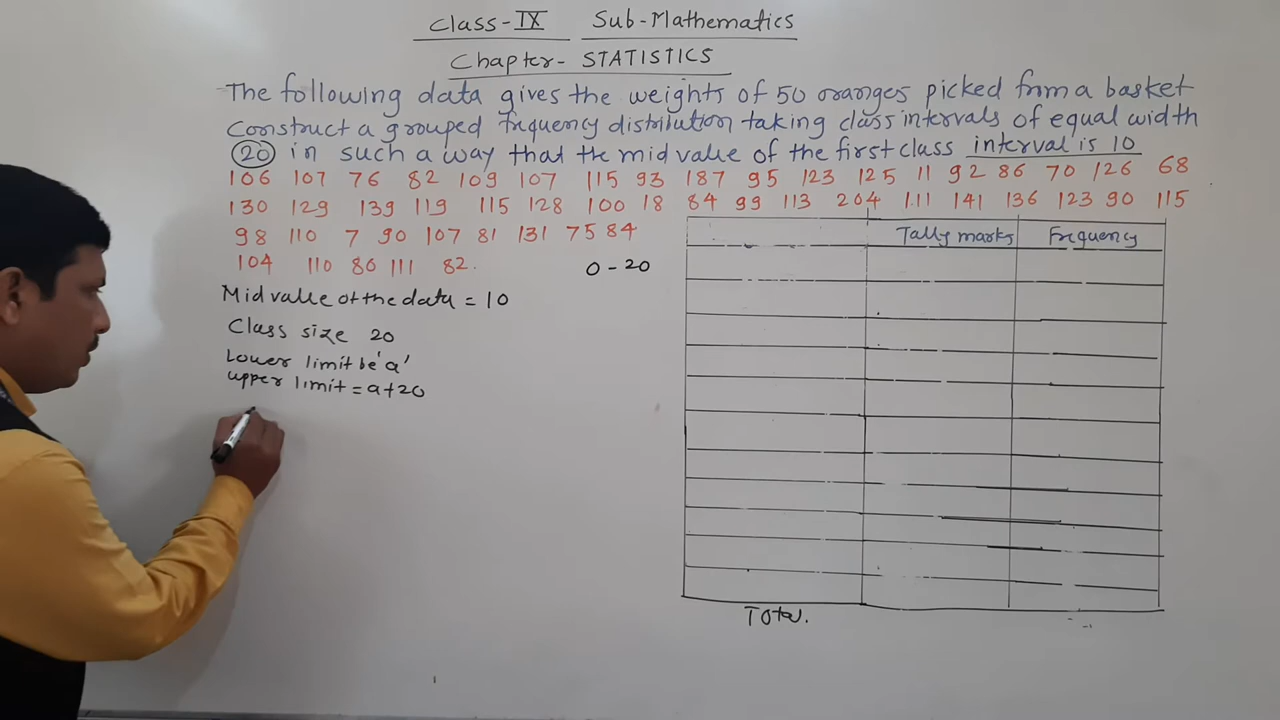 Class-IX Sub-Mathematics
Chapter- STATISTICS
The following data gives the weights of 50 oranges picked from a basket
Construct a grouped frequency distribution taking class intervals of equal width
20 in such a way that the mid value of the first class interval is 10
106 107 76 82 109 107 115 93 187 95 123 125 11 92 86 70 126 68
130 129 139 119 115 128 100 18 84 99 113 204 111 141 136 123 90 115
98 110 7 90 107 81 131 75 84
104 110 80 111 82.
0-20
Mid value of the data = 10
Class size 20
Lower limit be 'a'
upper limit = a+20
Tally marks Frequency
Total.